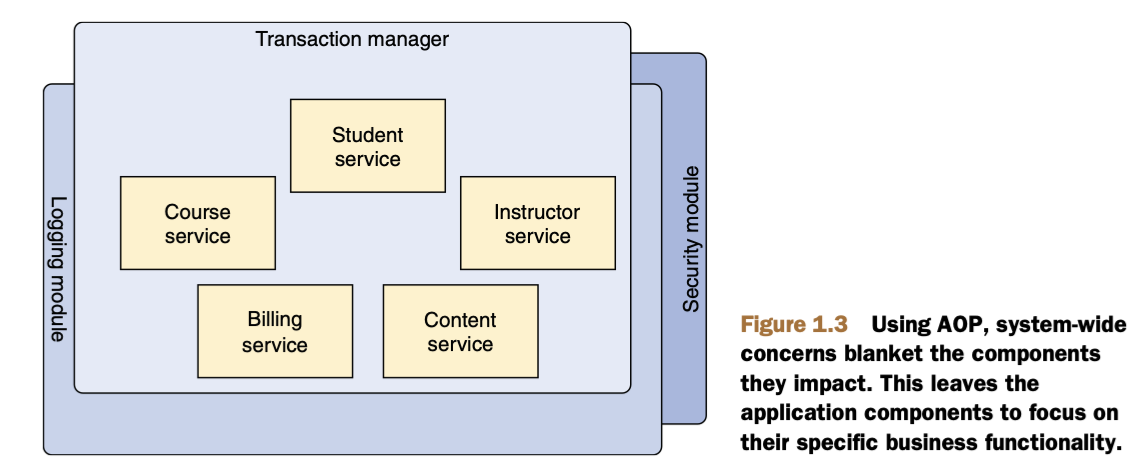 Transaction manager
Student
service
Course
service
Instructor
service
Billing
service
Content
service
Logging module
Security module
Figure 1.3 Using AOP, system-wide
concerns blanket the components
they impact. This leaves the
application components to focus on
their specific business functionality.